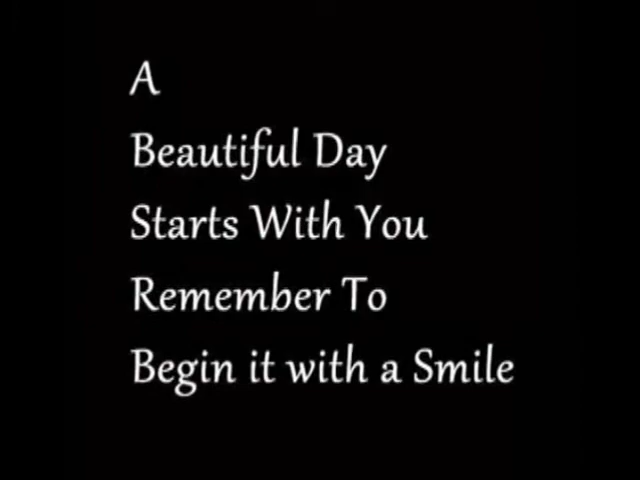 A
Beautiful Day
Starts With You
Remember To
Begin it with a Smile